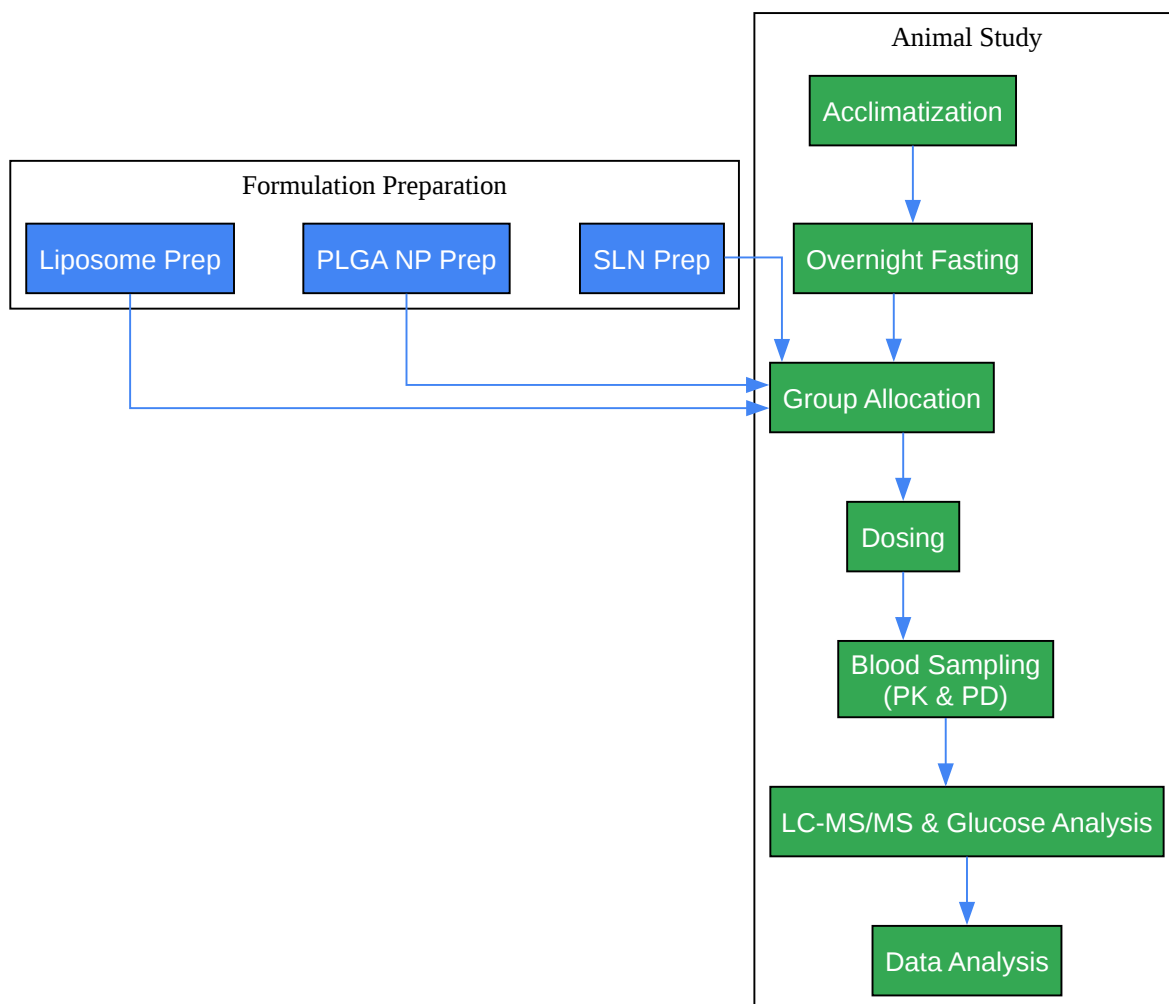 Animal Study
Acclimatization
Formulation Preparation
Liposome Prep
PLGA NP Prep
SLN Prep
Overnight Fasting
Group Allocation
Dosing
Blood Sampling
(PK & PD)
LC-MS/MS & Glucose Analysis
Data Analysis